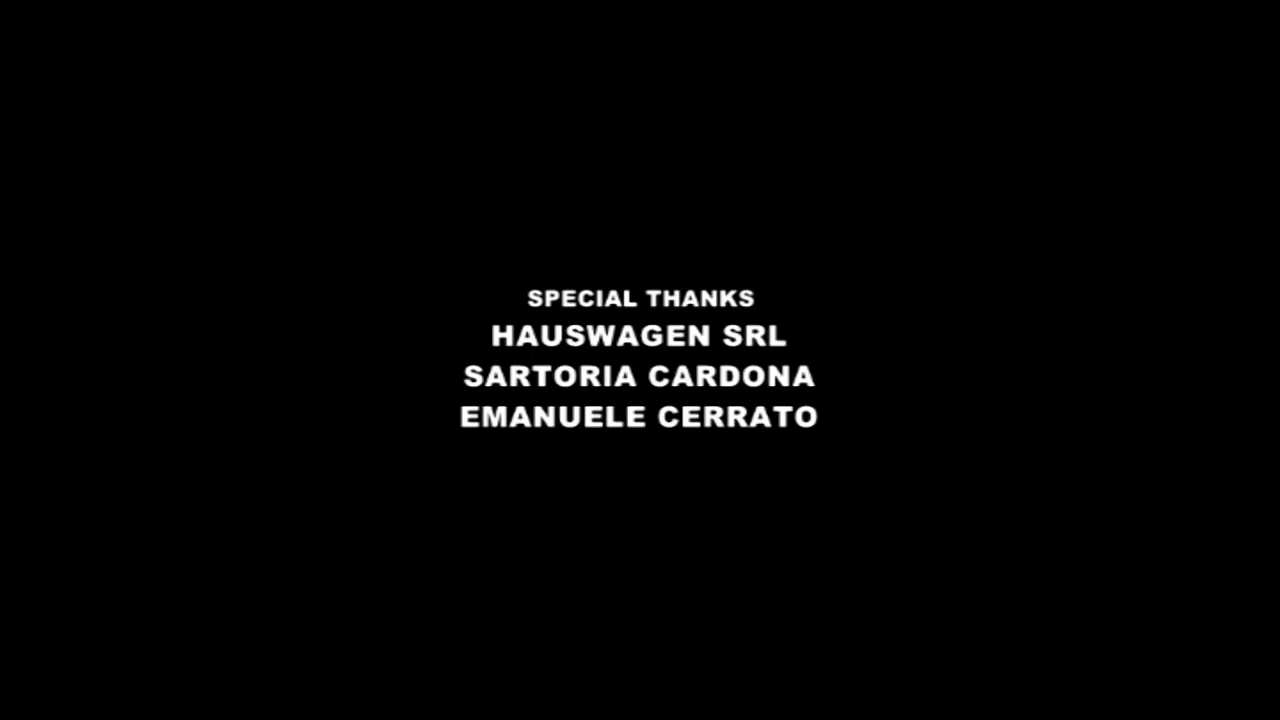 SPECIAL THANKS
HAUSWAGEN SRL
SARTORIA CARDONA
EMANUELE CERRATO